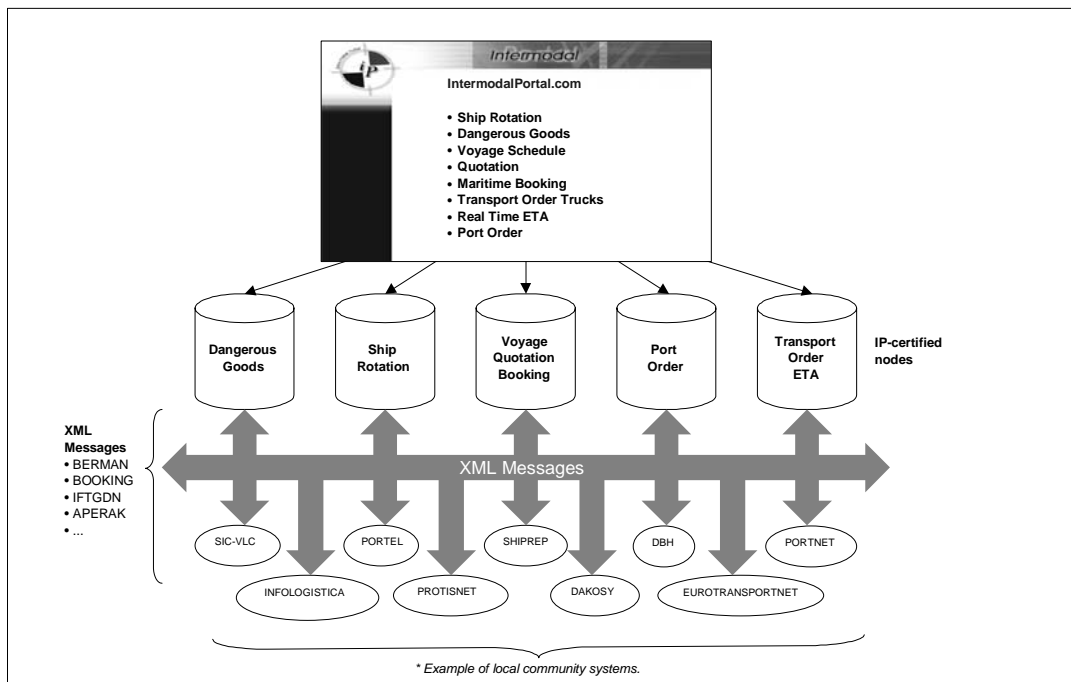 iP
Intermodal
IntermodalPortal.com
• Ship Rotation
• Dangerous Goods
• Voyage Schedule
• Quotation
• Maritime Booking
• Transport Order Trucks
• Real Time ETA
• Port Order
Dangerous
Goods
Ship
Rotation
Voyage
Quotation
Booking
Port
Order
Transport
Order
ETA
IP-certified
nodes
XML
Messages
• BERMAN
• BOOKING
• IFTGDN
• APERAK
• ...
XML Messages
SIC-VLC
PORTEL
SHIPREP
DBH
PORTNET
INFOLOGISTICA
PROTISNET
DAKOSY
EUROTRANSPORTNET
* Example of local community systems.